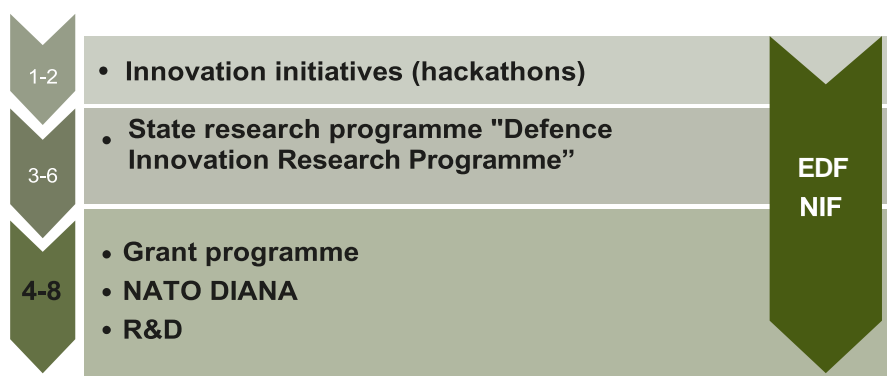 1-2
• Innovation initiatives (hackathons)
3-6
• State research programme "Defence
Innovation Research Programme”
4-8
• Grant programme
• NATO DIANA
• R&D
EDF
NIF